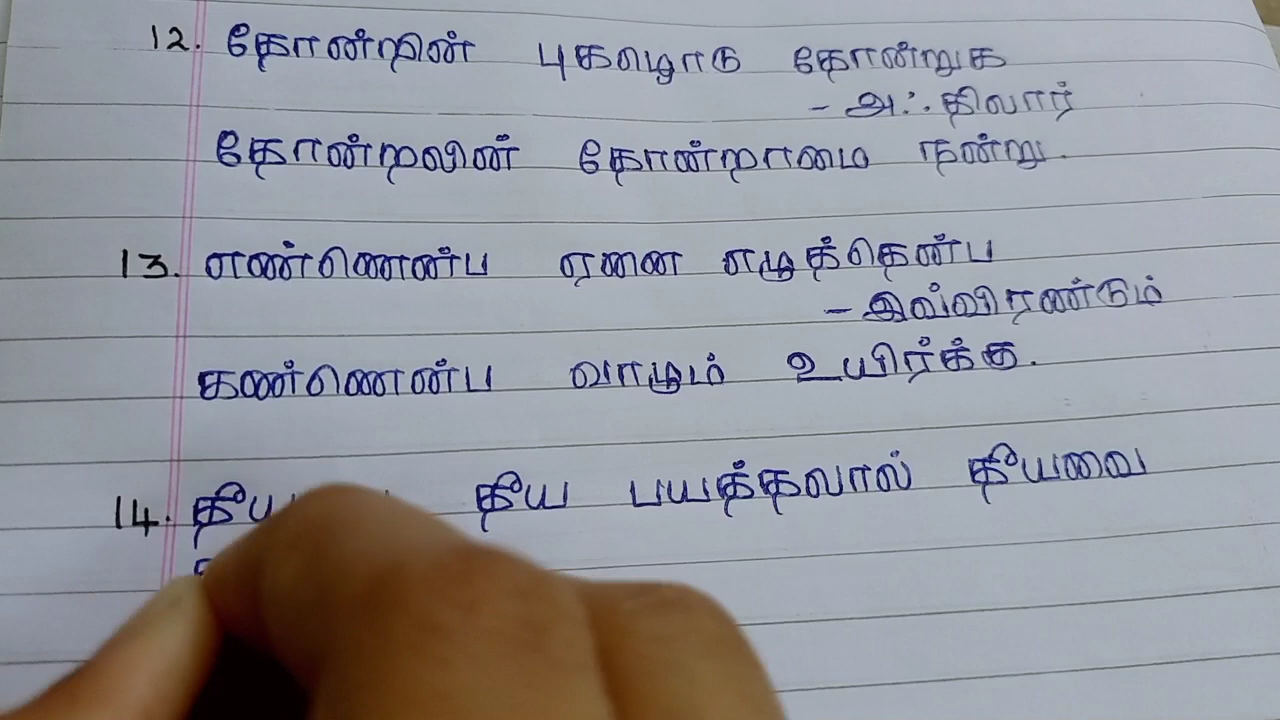 12. தோன்றின் புகழொடு தோன்றுக
- அஃதிலார்
தோன்றலின் தோன்றாமை நன்று.
13. எண்ணென்ப ஏனை எழுத்தென்ப
- இவ்விரண்டும்
கண்ணென்ப வாழும் உயிர்க்கு.
14. தீய பயத்தலால் தீயவை